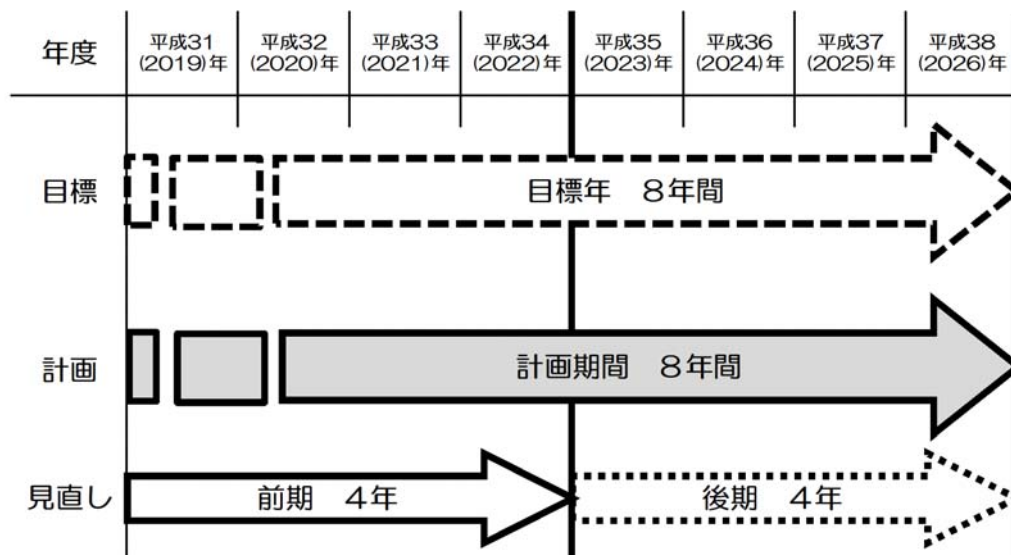 年度
平成31
(2019)年
平成32
(2020)年
平成33
(2021)年
平成34
(2022)年
平成35
(2023)年
平成36
(2024)年
平成37
(2025)年
平成38
(2026)年
目標
目標年　8年間
計画
計画期間　8年間
見直し
前期　4年
後期　4年